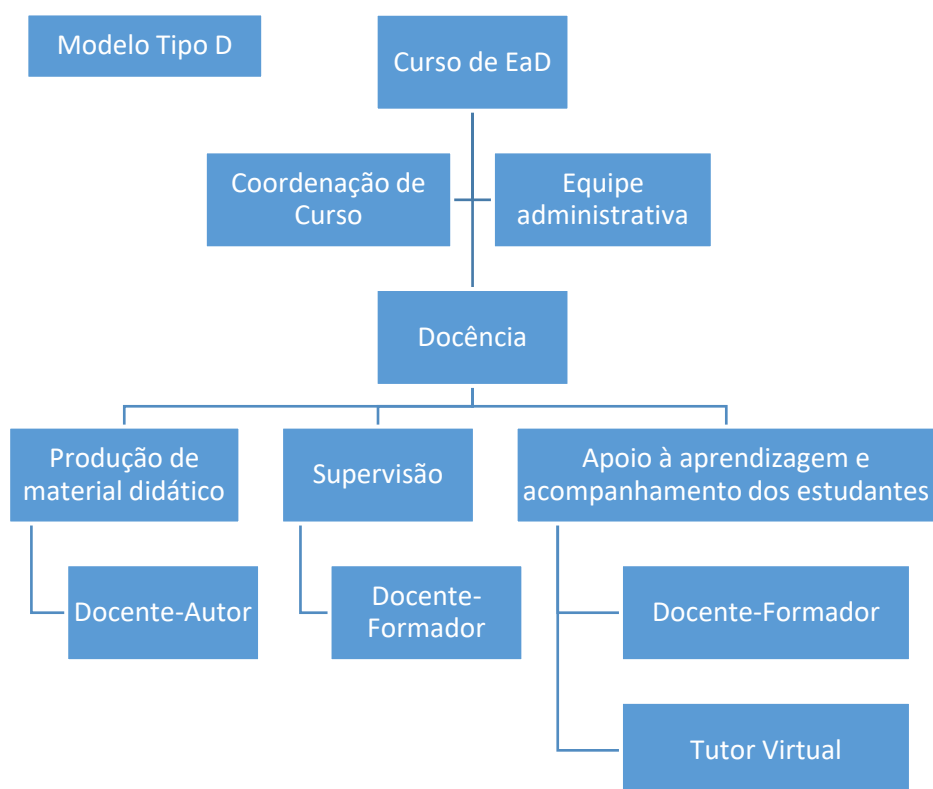 Modelo Tipo D
Curso de EaD
Coordenação de
Curso
Equipe
administrativa
Docência
Produção de
material didático
Supervisão
Apoio à aprendizagem e
acompanhamento dos estudantes
Docente-Autor
Docente-
Formador
Docente-Formador
Tutor Virtual